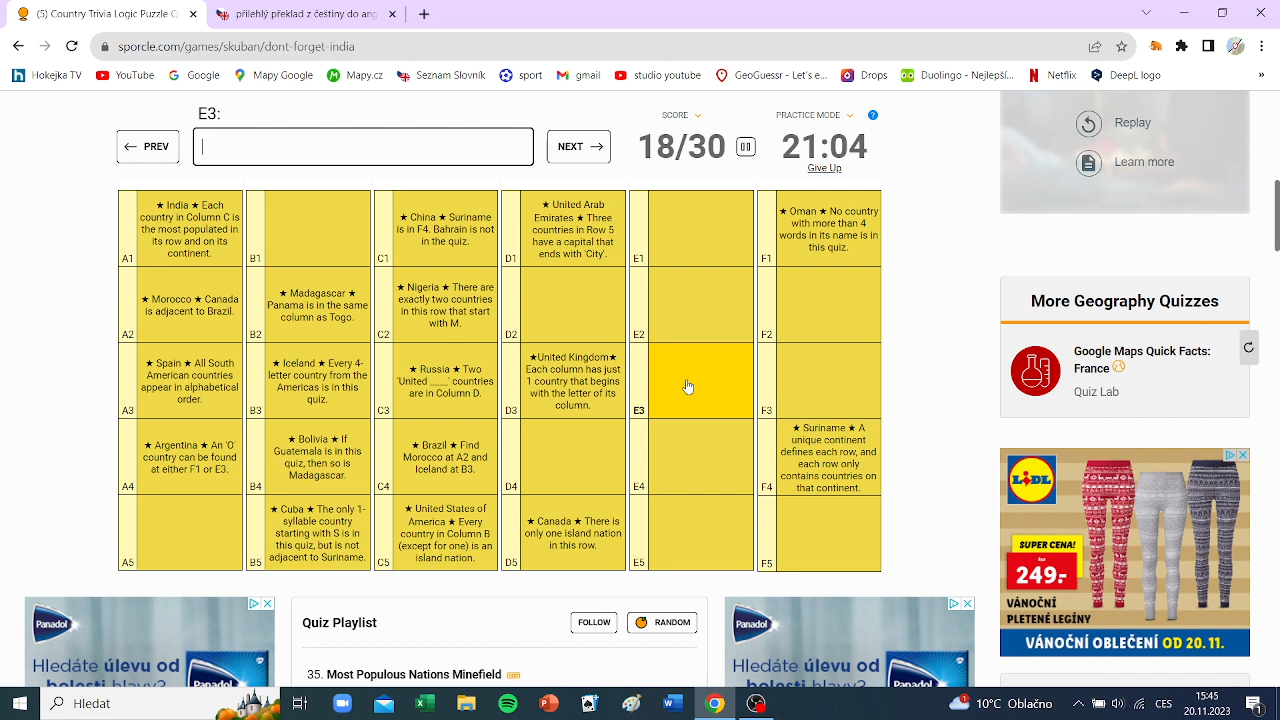 (5) Country Trivia Puzzle Q
příběhy překlad z češtiny do ang
sporcle.com/games/kuban/dont-forget-india
Hokejka TV
YouTube
Google
Mapy Google
Mapy.cz
Seznam Slovník
sport
gmail
studio youtube
GeoGuessr - Let's e...
Drops
Duolingo - Nejlepší...
Netflix
DeepL logo
E3:
PREV
NEXT
SCORE
18/30
PRACTICE MODE
21:04
Give Up
A1
★ India ★ Each
country in Column C is
the most populated in
its row and on its
continent.
B1
C1
★ China ★ Suriname
is in F4. Bahrain is not
in the quiz.
D1
★ United Arab
Emirates ★ Three
countries in Row 5
have a capital that
ends with 'City'.
E1
F1
★ Oman ★ No country
with more than 4
words in its name is in
this quiz.
A2
★ Morocco ★ Canada
is adjacent to Brazil.
B2
★ Madagascar ★
Panama is in the same
column as Togo.
C2
★ Nigeria ★ There are
exactly two countries
in this row that start
with M.
D2
E2
F2
A3
★ Spain ★ All South
American countries
appear in alphabetical
order.
B3
★ Iceland ★ Every 4-
letter country from the
Americas is in this
quiz.
C3
★ Russia ★ Two
'United ____' countries
are in Column D.
D3
★United Kingdom★
Each column has just
1 country that begins
with the letter of its
column.
E3
F3
A4
★ Argentina ★ An 'O'
country can be found
at either F1 or E3.
B4
★ Bolivia ★ If
Guatemala is in this
quiz, then so is
Madagascar.
C4
★ Brazil ★ Find
Morocco at A2 and
Iceland at B3.
D4
E4
F4
★ Suriname ★ A
unique continent
defines each row, and
each row only
contains countries on
that continent.
A5
B5
★ Cuba ★ The only 1-
syllable country
starting with S is in
this quiz, but is not
adjacent to Suriname.
C5
★ United States of
America ★ Every
country in Column B
(except for one) is an
island nation.
D5
★ Canada ★ There is
only one island nation
in this row.
E5
F5
Replay
Learn more
More Geography Quizzes
Google Maps Quick Facts:
France
Quiz Lab
LIDL
SUPER CENA!
249.-
VÁNOČNÍ
PLETENÉ LEGÍNY
VÁNOČNÍ OBLEČENÍ OD 20. 11.
Panadol
Hledáte úlevu od
bolesti hlavy?
Panadol
Quiz Playlist
FOLLOW
RANDOM
35. Most Populous Nations Minefield
Panadol
Hledáte úlevu od
bolesti hlavy?
Panadol
Hledat
10°C Oblačno
15:45
20.11.2023